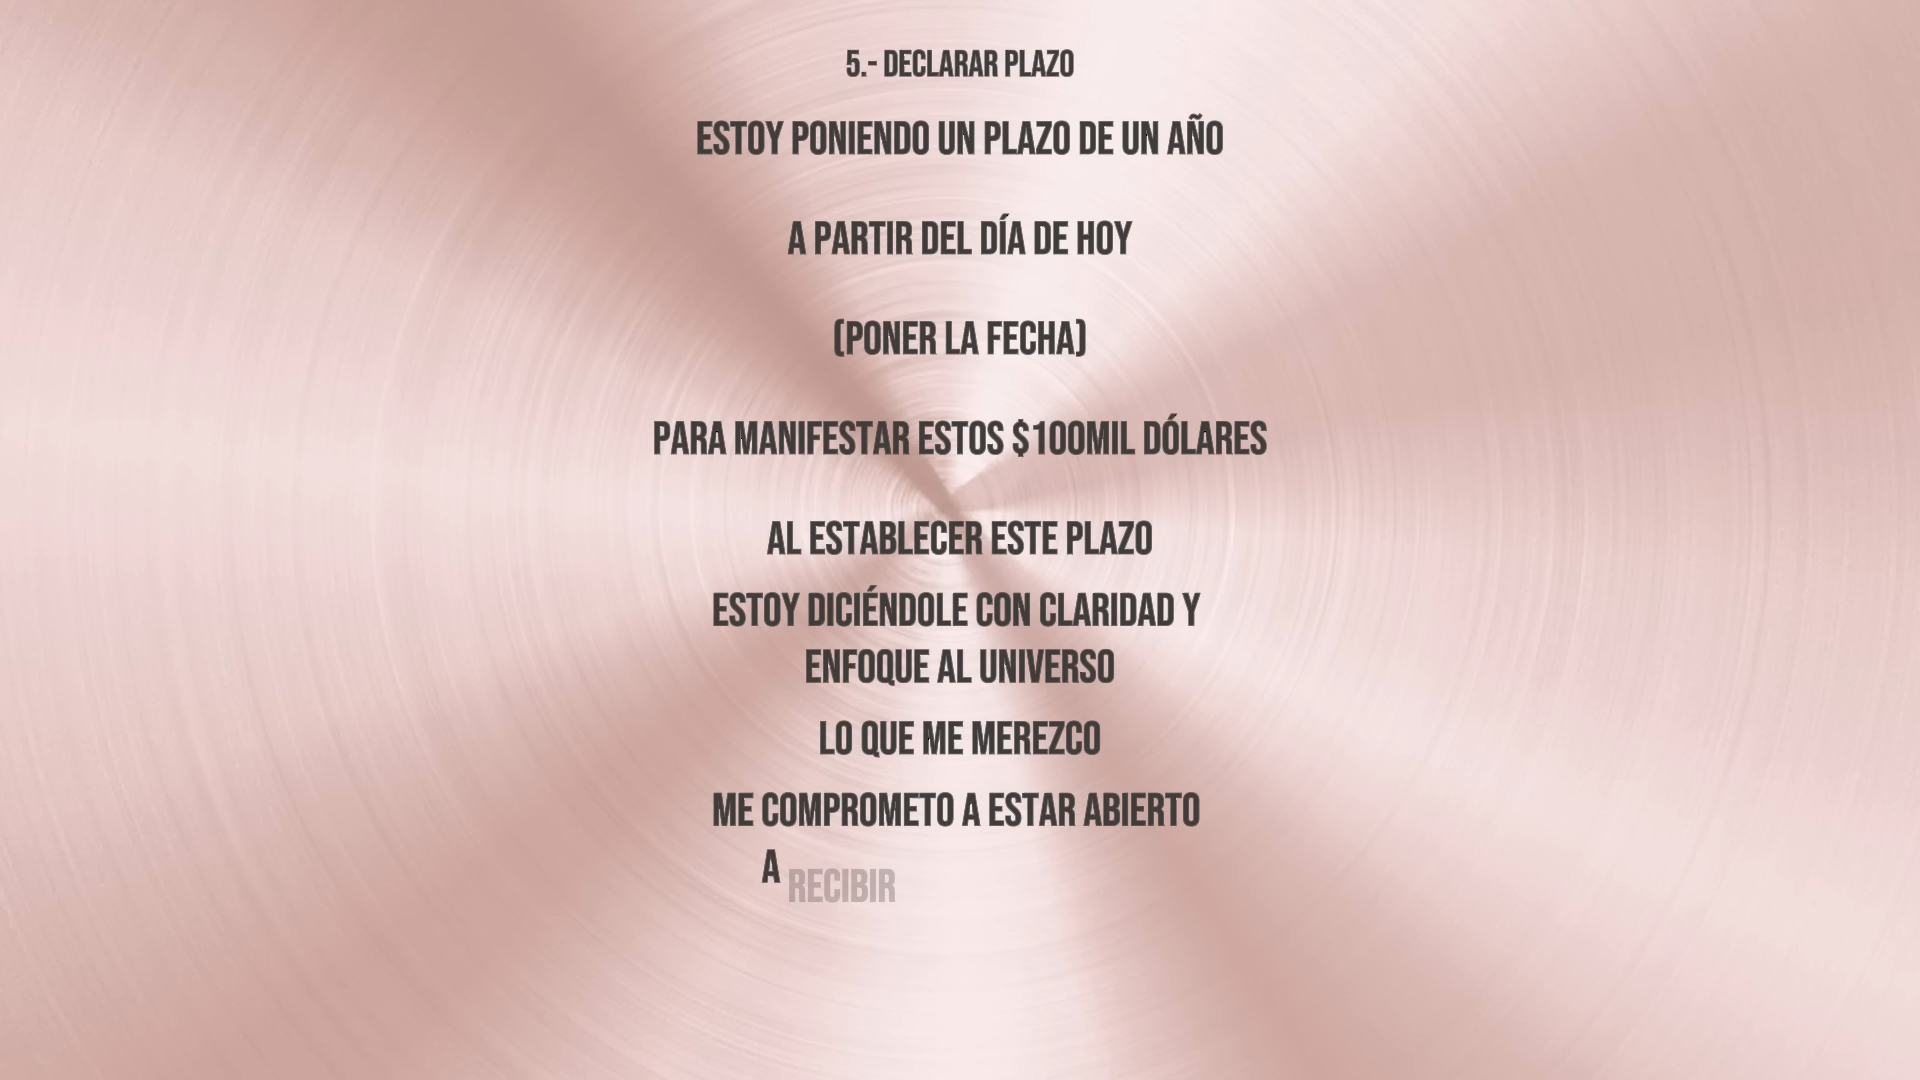 5.- DECLARAR PLAZO
ESTOY PONIENDO UN PLAZO DE UN AÑO
A PARTIR DEL DÍA DE HOY
(PONER LA FECHA)
PARA MANIFESTAR ESTOS $100MIL DÓLARES
AL ESTABLECER ESTE PLAZO
ESTOY DICIÉNDOLE CON CLARIDAD Y
ENFOQUE AL UNIVERSO
LO QUE ME MEREZCO
ME COMPROMETO A ESTAR ABIERTO
A RECIBIR